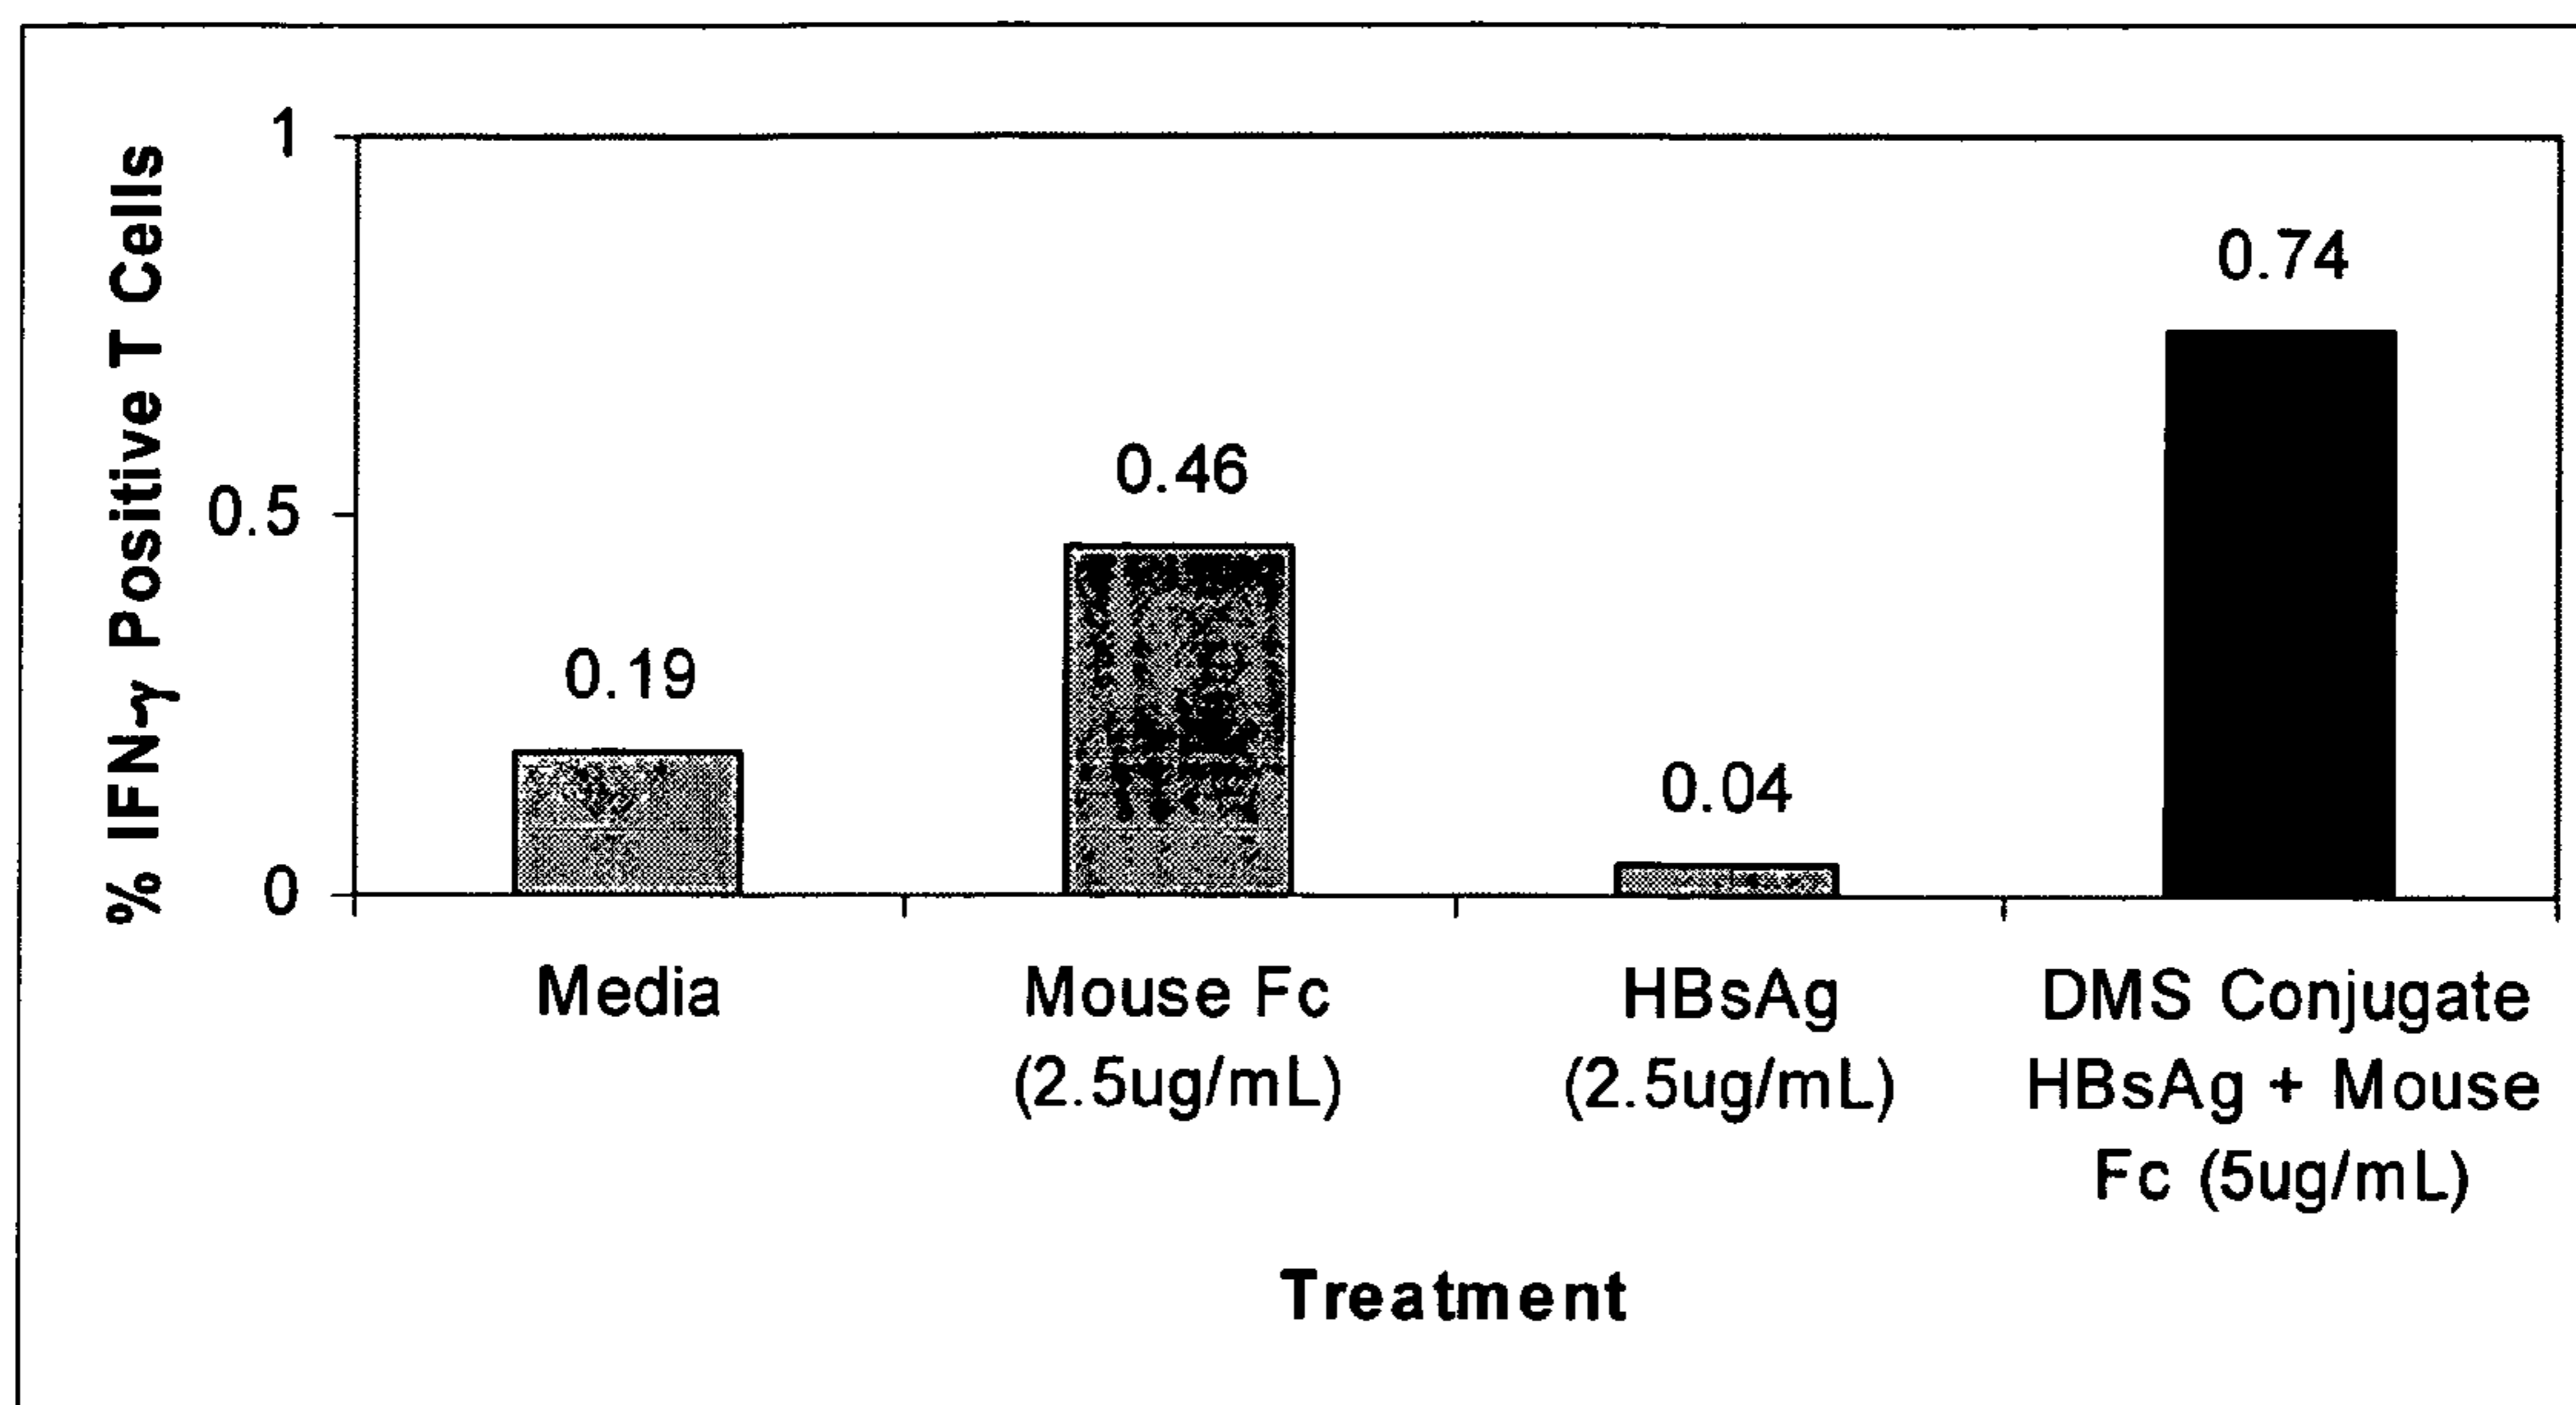 % IFN-γ Positive T Cells
1
0.5
0
0.19
0.46
0.04
0.74
Media
Mouse Fc
(2.5ug/mL)
HBsAg
(2.5ug/mL)
DMS Conjugate
HBsAg + Mouse
Fc (5ug/mL)
Treatment